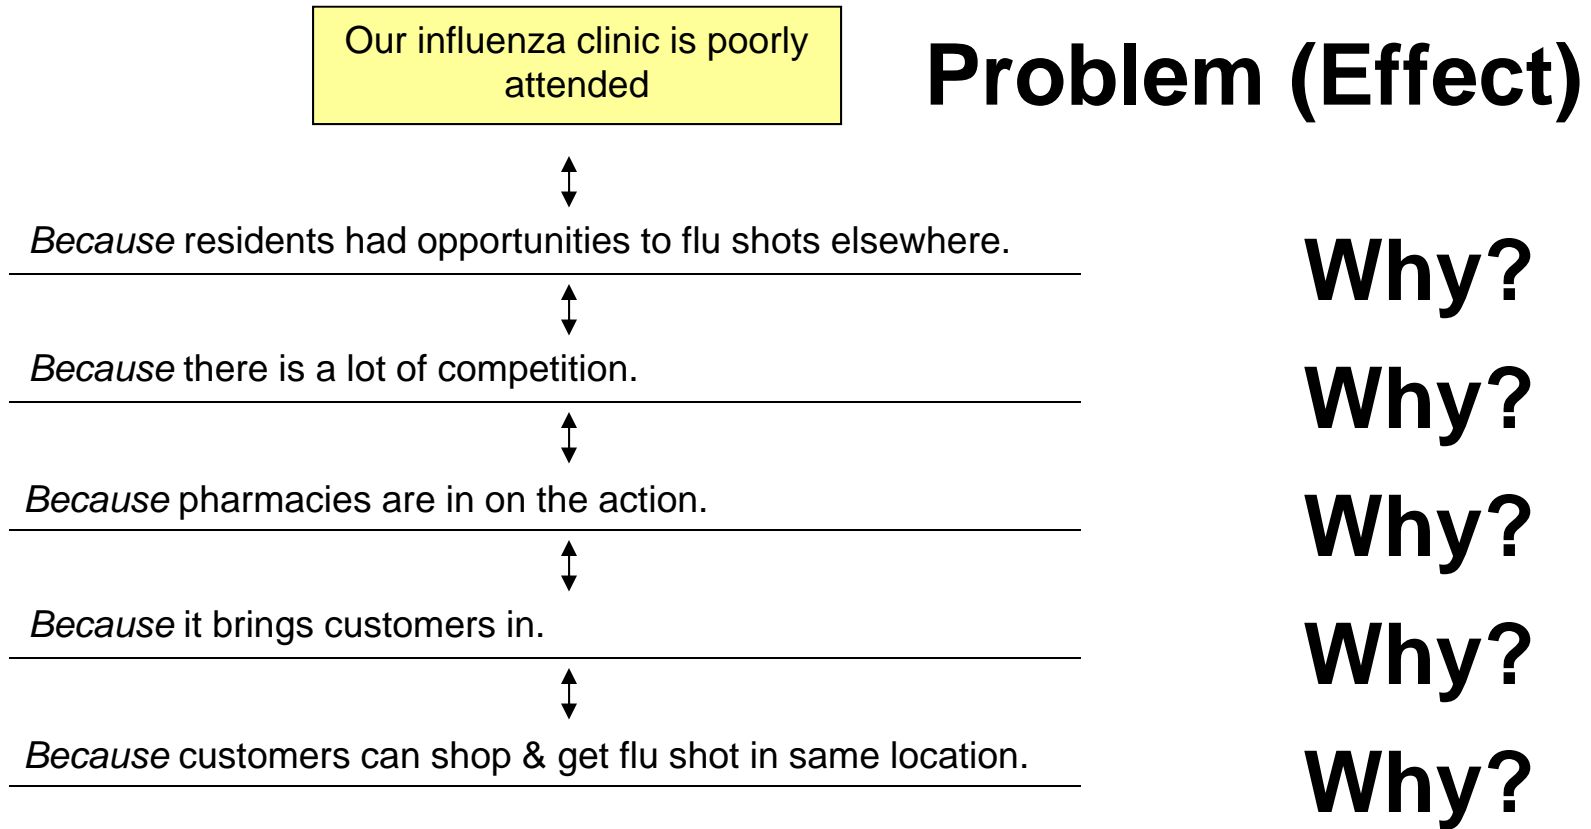 Our influenza clinic is poorly
attended
Problem (Effect)
Because residents had opportunities to flu shots elsewhere.
Why?
Because there is a lot of competition.
Why?
Because pharmacies are in on the action.
Why?
Because it brings customers in.
Why?
Because customers can shop & get flu shot in same location.
Why?